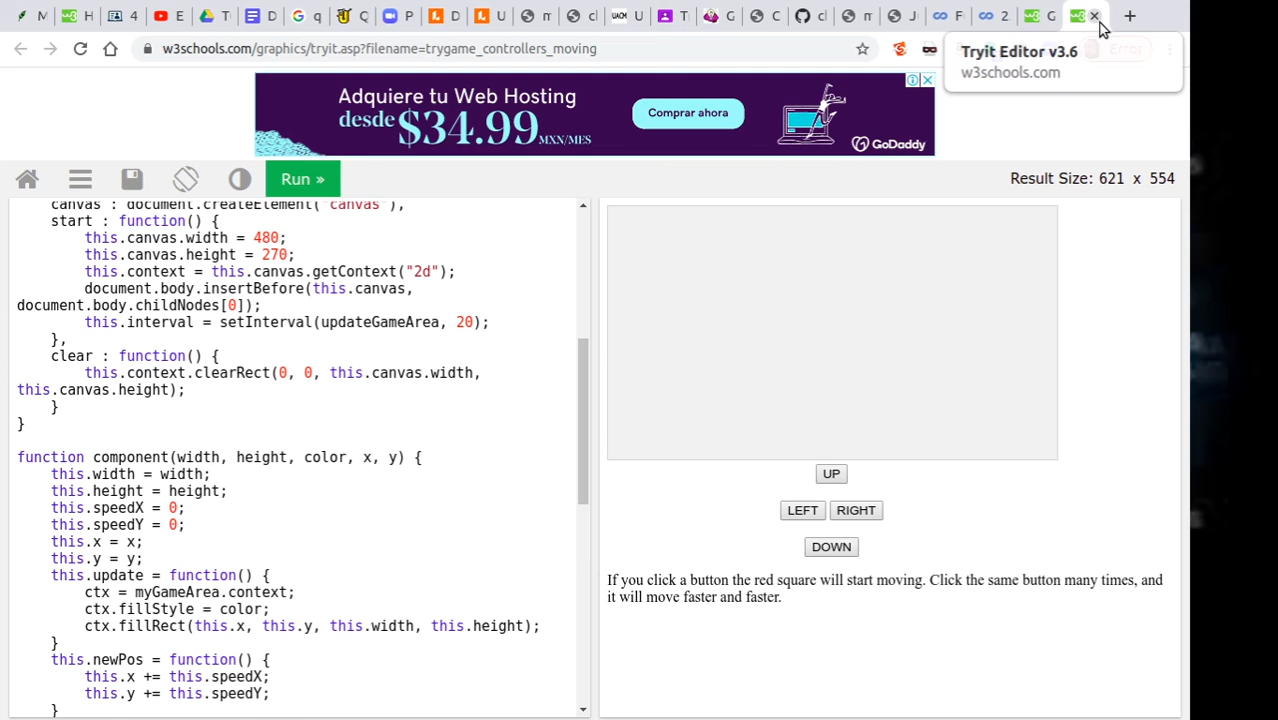 M
H
4
E
T
D
q
Q
P
D
U
m
cl
U
T
G
C
cl
m
J
F
2
G
w3schools.com/graphics/tryit.asp?filename=trygame_controllers_moving
Error
Tryit Editor v3.6
w3schools.com
Adquiere tu Web Hosting
desde $34.99 MXN/MES
Comprar ahora
GoDaddy
Run »
Result Size: 621 x 554
canvas : document.createElement("canvas"),
start : function() {
this.canvas.width = 480;
this.canvas.height = 270;
this.context = this.canvas.getContext("2d");
document.body.insertBefore(this.canvas,
document.body.childNodes[0]);
this.interval = setInterval(updateGameArea, 20);
},
clear : function() {
this.context.clearRect(0, 0, this.canvas.width,
this.canvas.height);
}
}
function component(width, height, color, x, y) {
this.width = width;
this.height = height;
this.speedX = 0;
this.speedY = 0;
this.x = x;
this.y = y;
this.update = function() {
ctx = myGameArea.context;
ctx.fillStyle = color;
ctx.fillRect(this.x, this.y, this.width, this.height);
}
this.newPos = function() {
this.x += this.speedX;
this.y += this.speedY;
}
UP
LEFT RIGHT
DOWN
If you click a button the red square will start moving. Click the same button many times, and
it will move faster and faster.